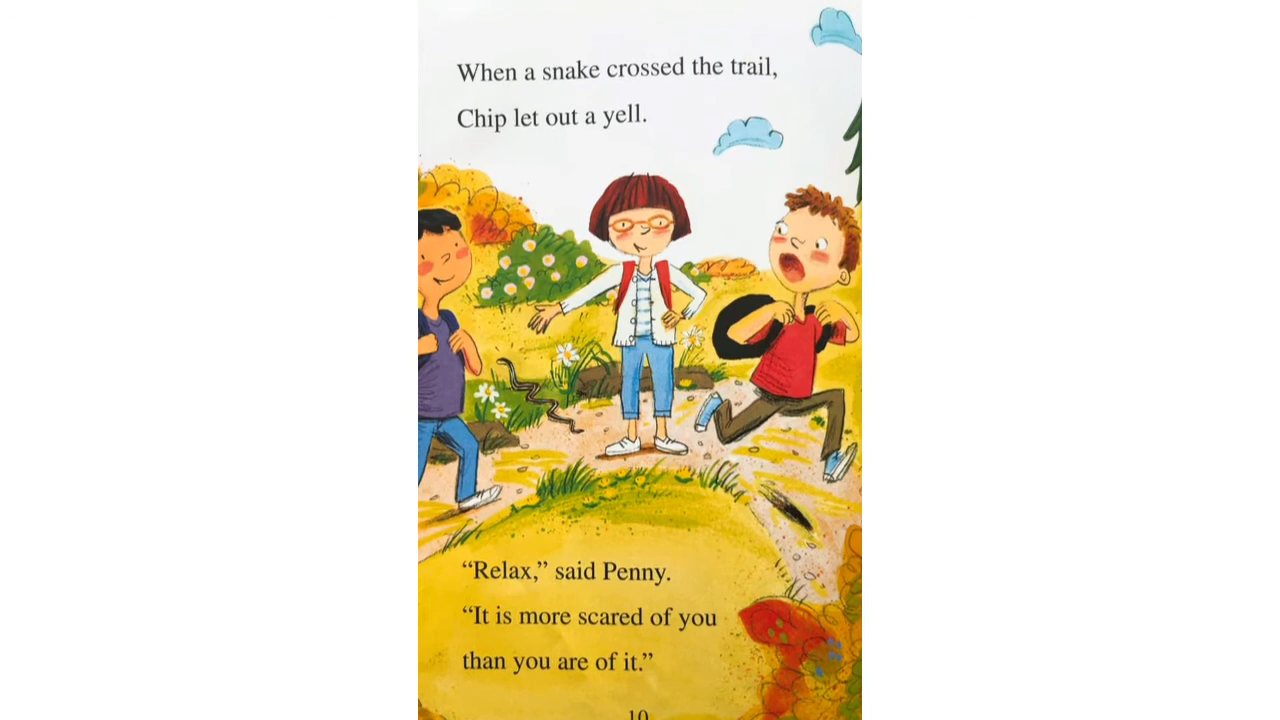 When a snake crossed the trail,
Chip let out a yell.
“Relax,” said Penny.
“It is more scared of you
than you are of it.”
10